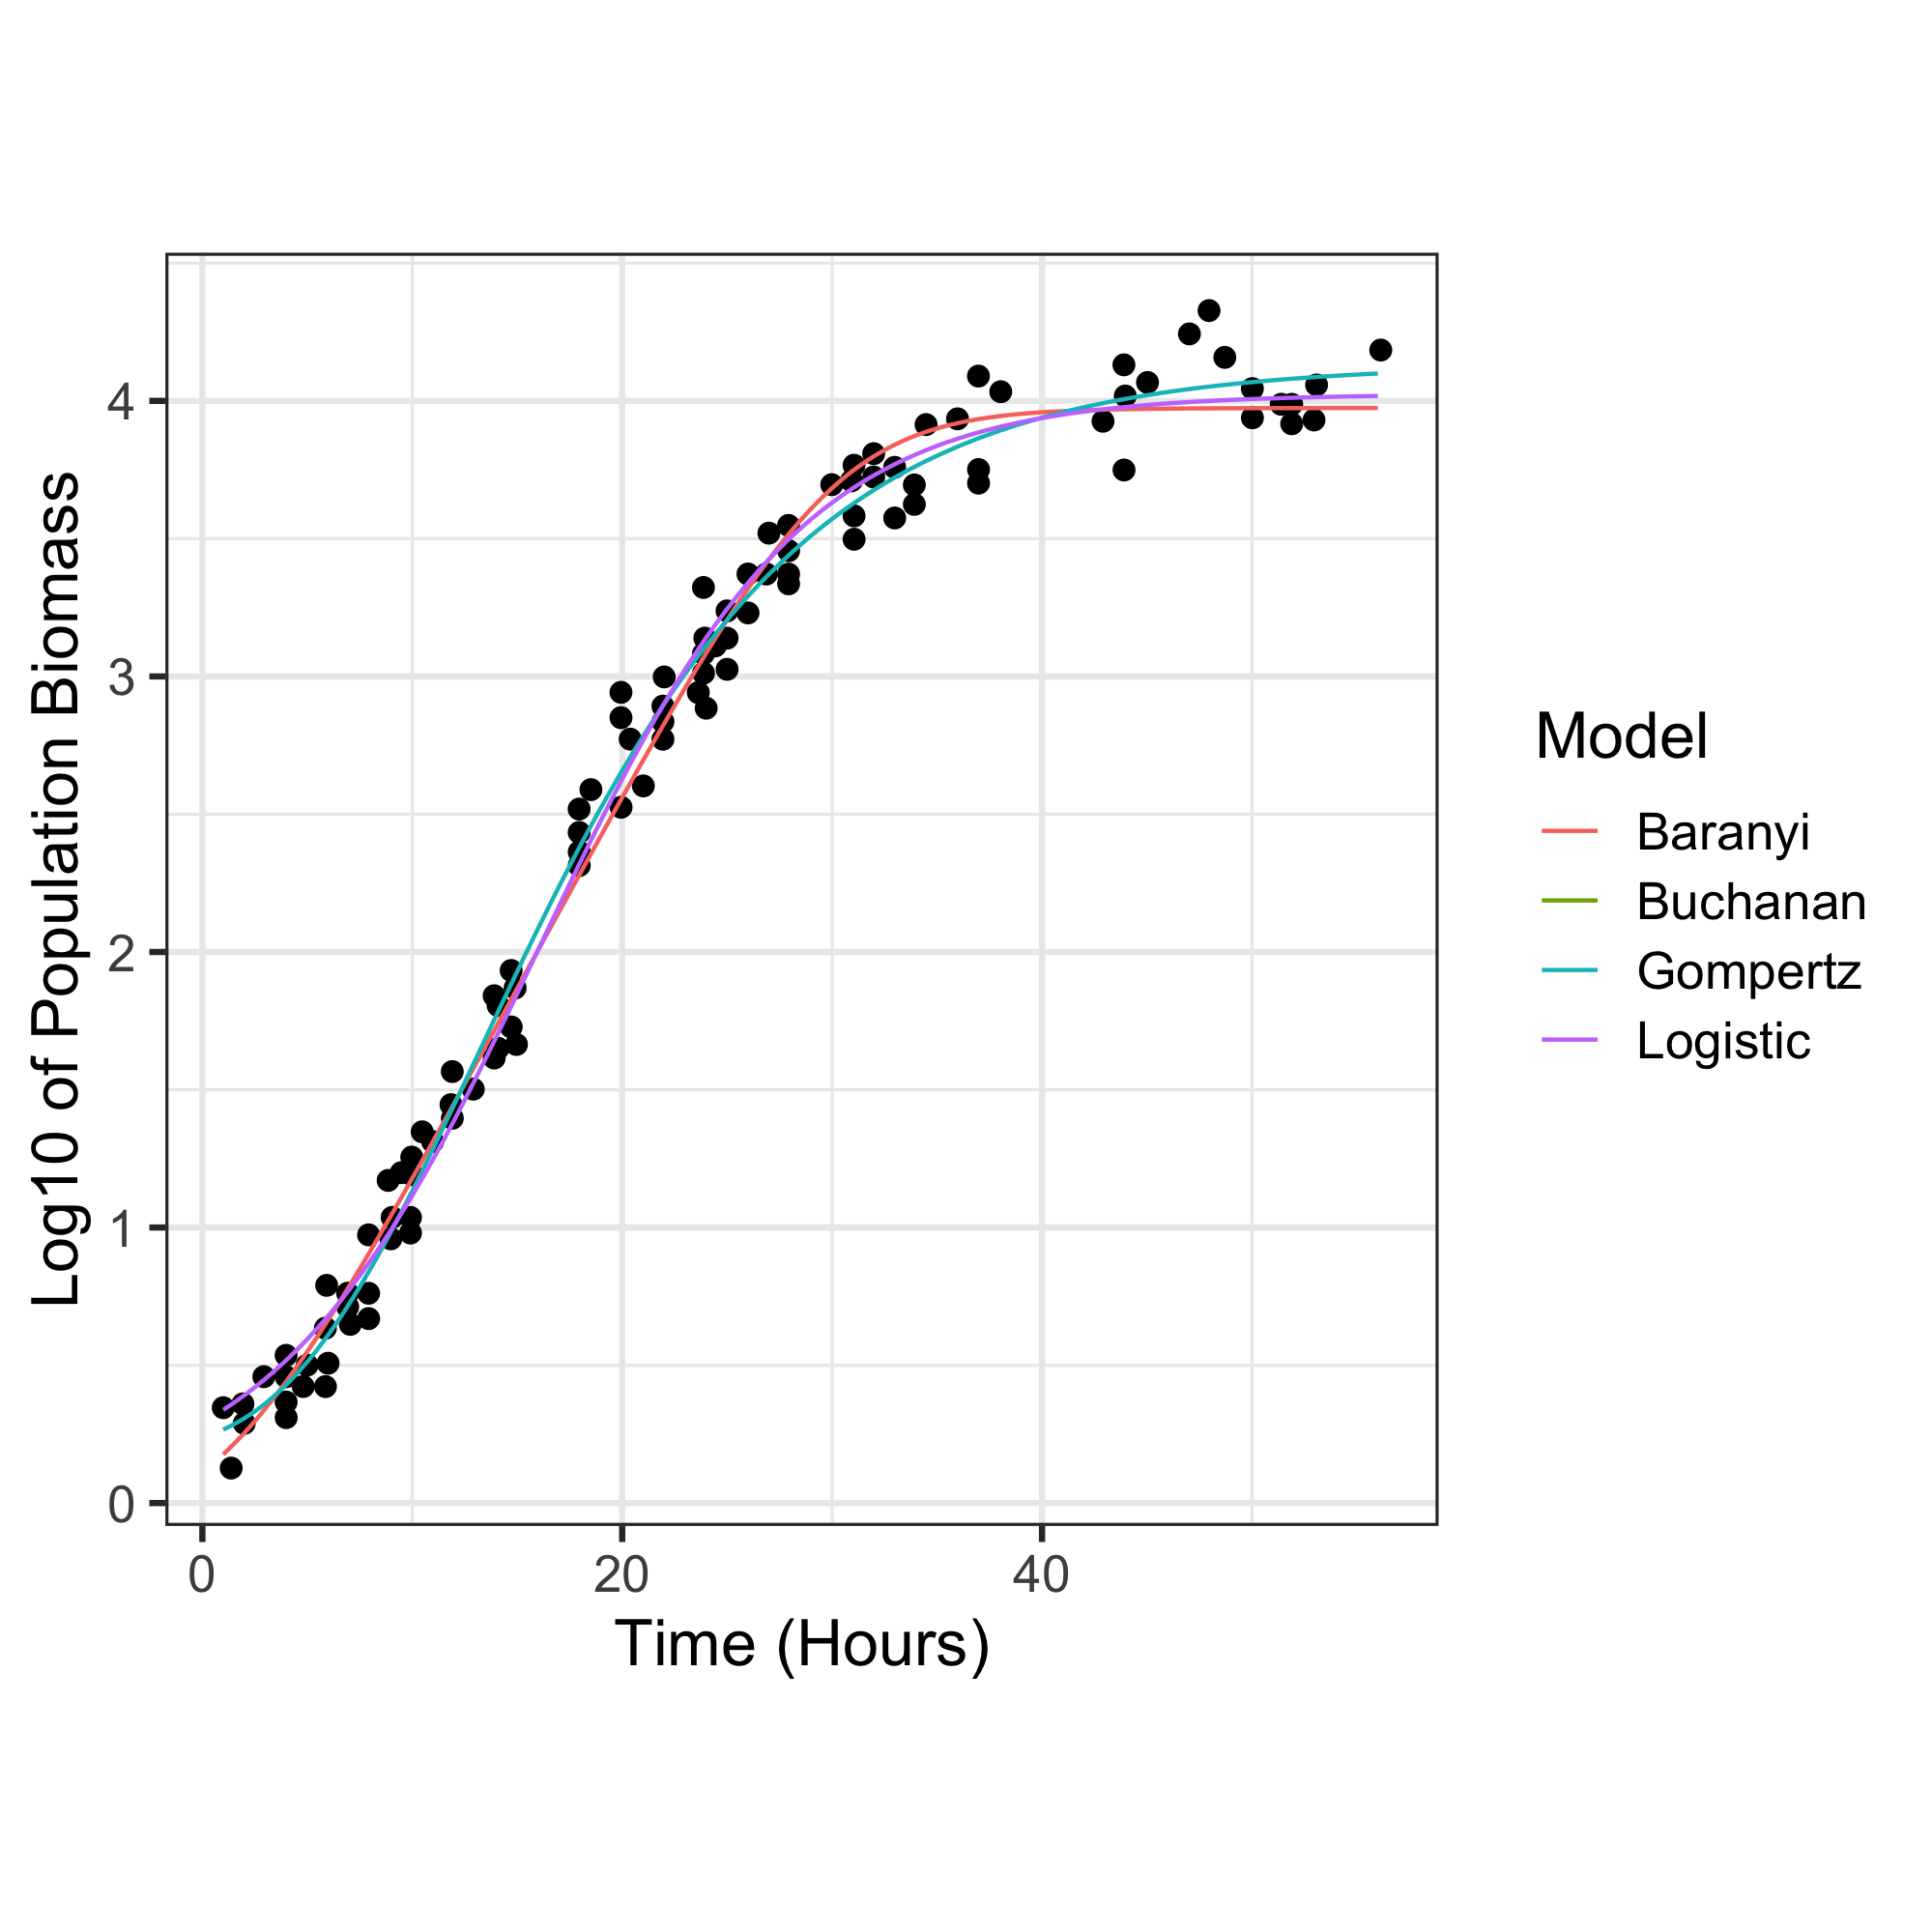 Log10 of Population Biomass
4
3
2
1
0
0 20 40
Time (Hours)
Model
Baranyi
Buchanan
Gompertz
Logistic